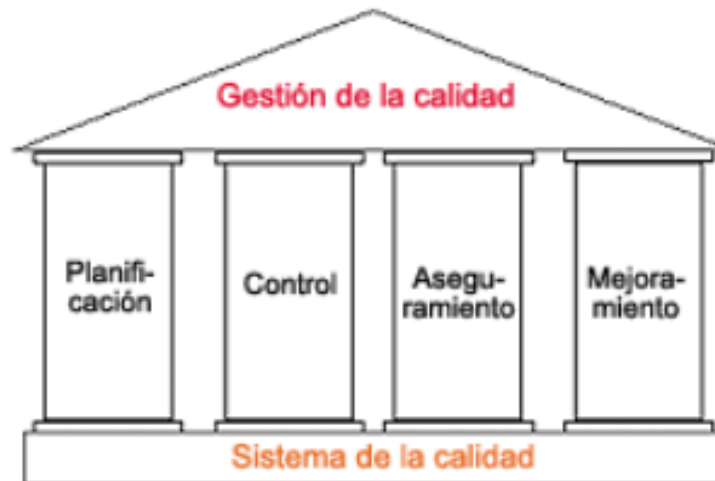 Gestión de la calidad
Planifi-
cación
Control
Asegu-
ramiento
Mejora-
miento
Sistema de la calidad